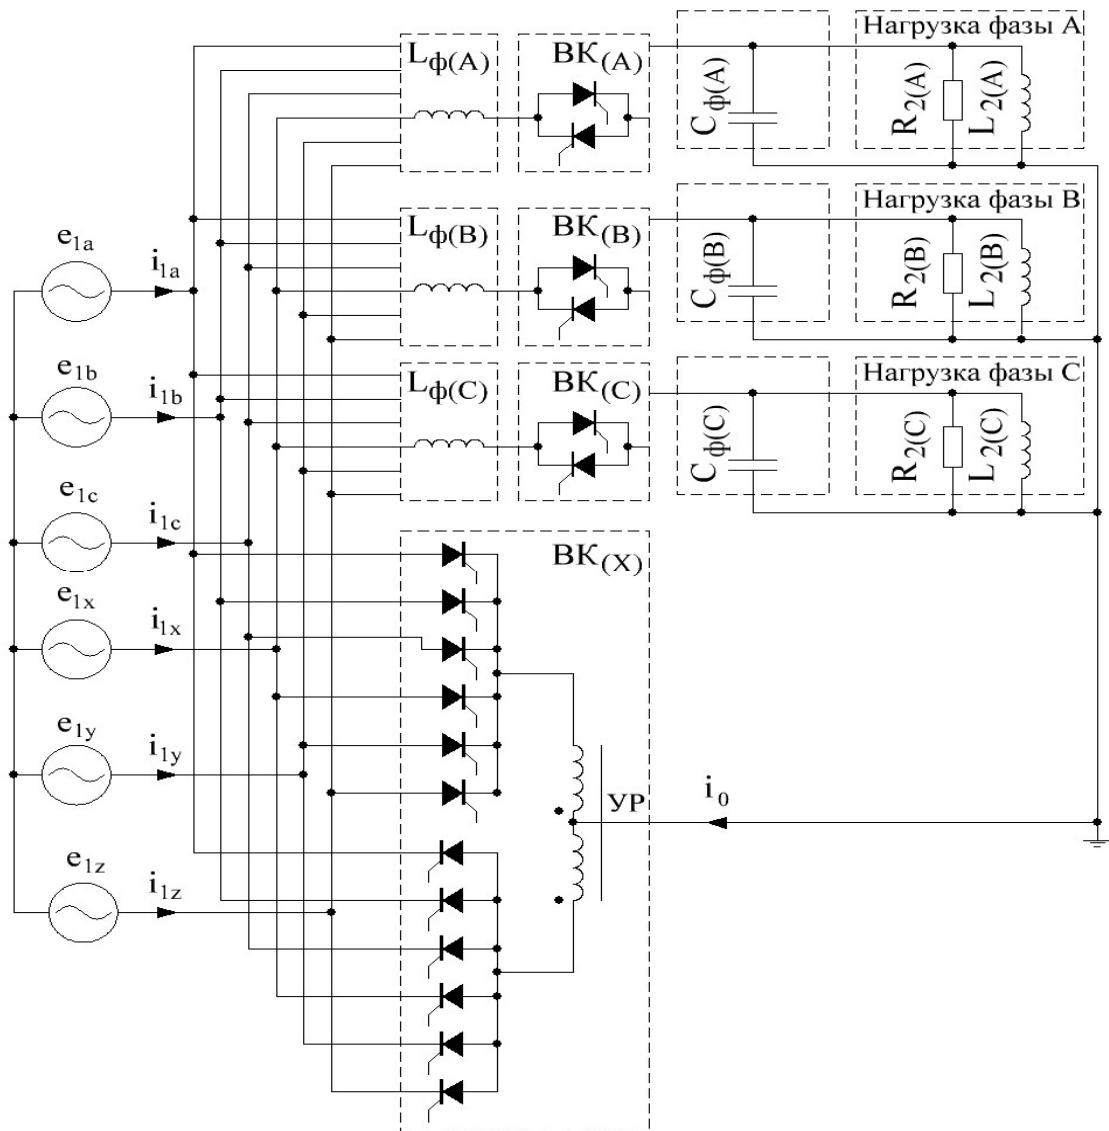 Lф(A)
ВК(A)
Cф(A)
Нагрузка фазы А
R2(A)
L2(A)
Lф(B)
ВК(B)
Cф(B)
Нагрузка фазы В
R2(B)
L2(B)
Lф(C)
ВК(C)
Cф(C)
Нагрузка фазы С
R2(C)
L2(C)
e1a
i1a
e1b
i1b
e1c
i1c
e1x
i1x
e1y
i1y
e1z
i1z
ВК(X)
УР
i0